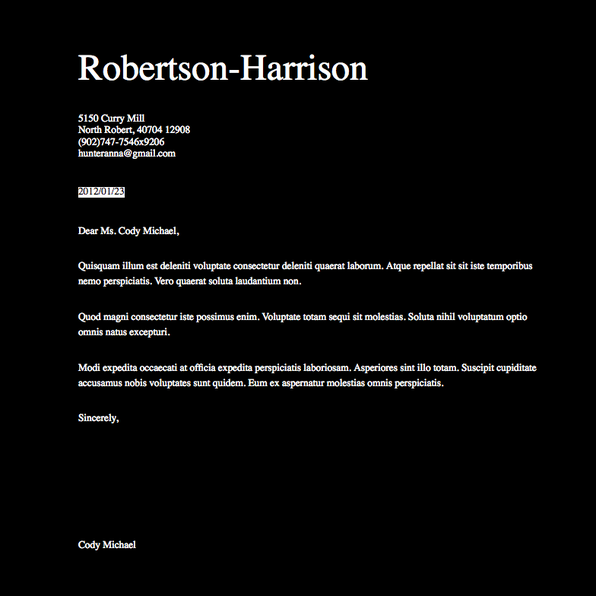 Robertson-Harrison
5150 Curry Mill
North Robert, 40704 12908
(902)747-7546x9206
hunteranna@gmail.com
2012/01/23
Dear Ms. Cody Michael,
Quisquam illum est deleniti voluptate consectetur deleniti quaerat laborum. Atque repellat sit sit iste temporibus
nemo perspiciatis. Vero quaerat soluta laudantium non.
Quod magni consectetur iste possimus enim. Voluptate totam sequi sit molestias. Soluta nihil voluptatum optio
omnis natus excepturi.
Modi expedita occaecati at officia expedita perspiciatis laboriosam. Asperiores sint illo totam. Suscipit cupiditate
accusamus nobis voluptates sunt quidem. Eum ex aspernatur molestias omnis perspiciatis.
Sincerely,
Cody Michael